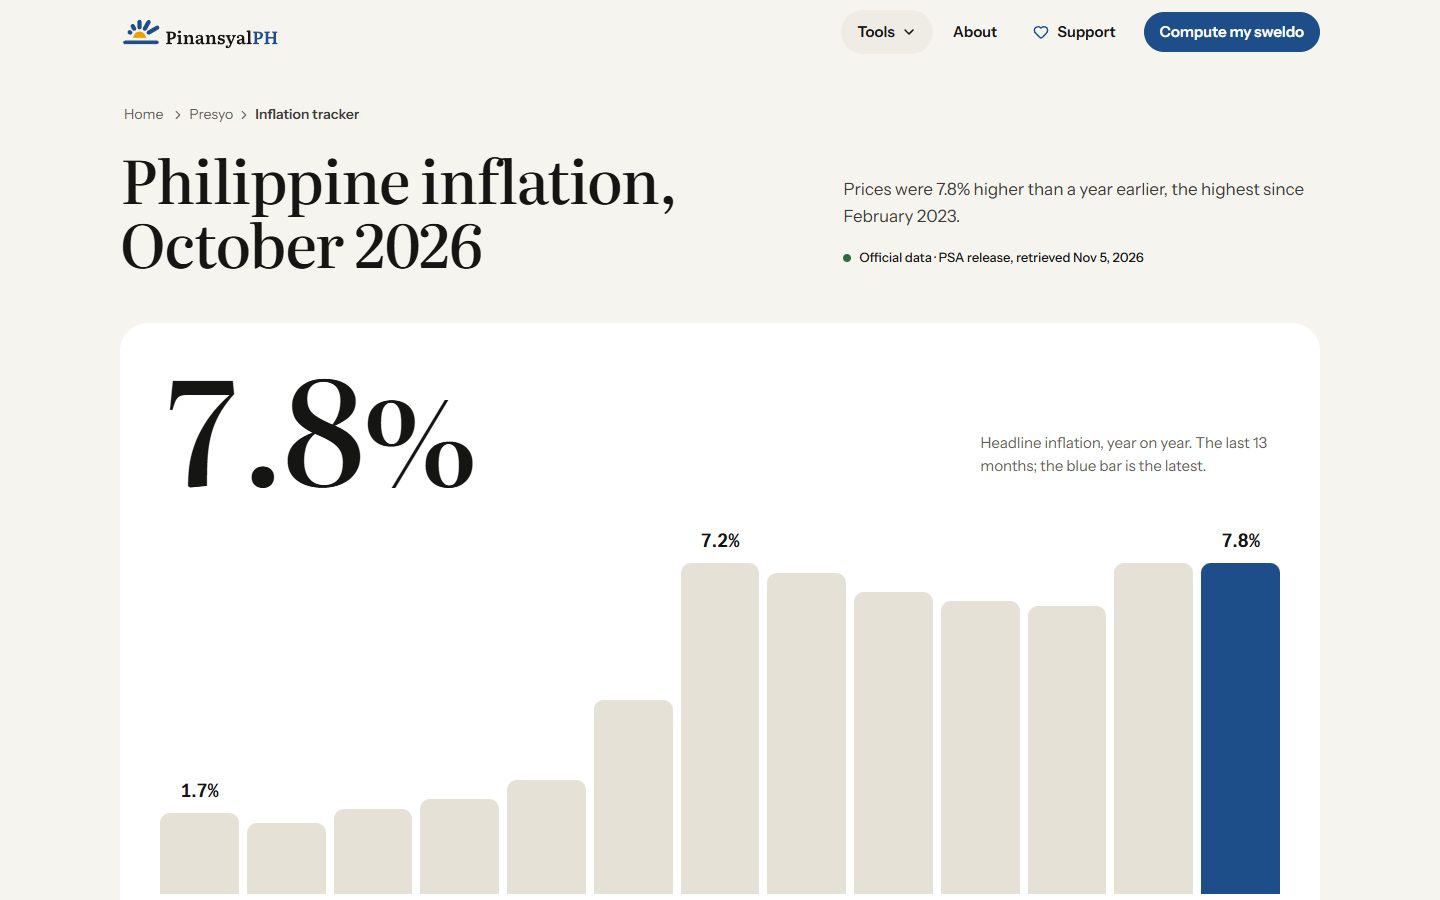 PinansyalPH
Tools
About
Support
Compute my sweldo
Home > Presyo > Inflation tracker
Philippine inflation,
October 2026
Prices were 7.8% higher than a year earlier, the highest since
February 2023.
Official data · PSA release, retrieved Nov 5, 2026
7.8%
Headline inflation, year on year. The last 13
months; the blue bar is the latest.
7.2%
7.8%
1.7%